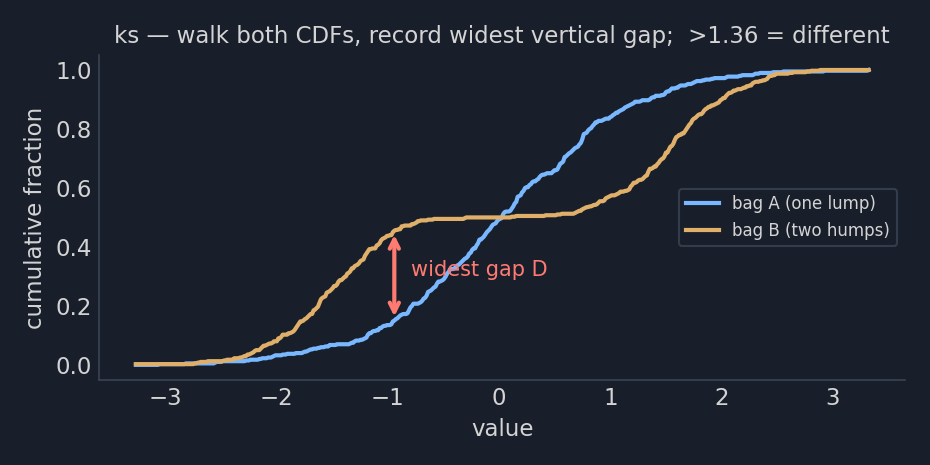 ks — walk both CDFs, record widest vertical gap;  >1.36 = different
cumulative fraction
1.0
0.8
0.6
0.4
0.2
0.0
bag A (one lump)
bag B (two humps)
widest gap D
−3
−2
−1
0
1
2
3
value